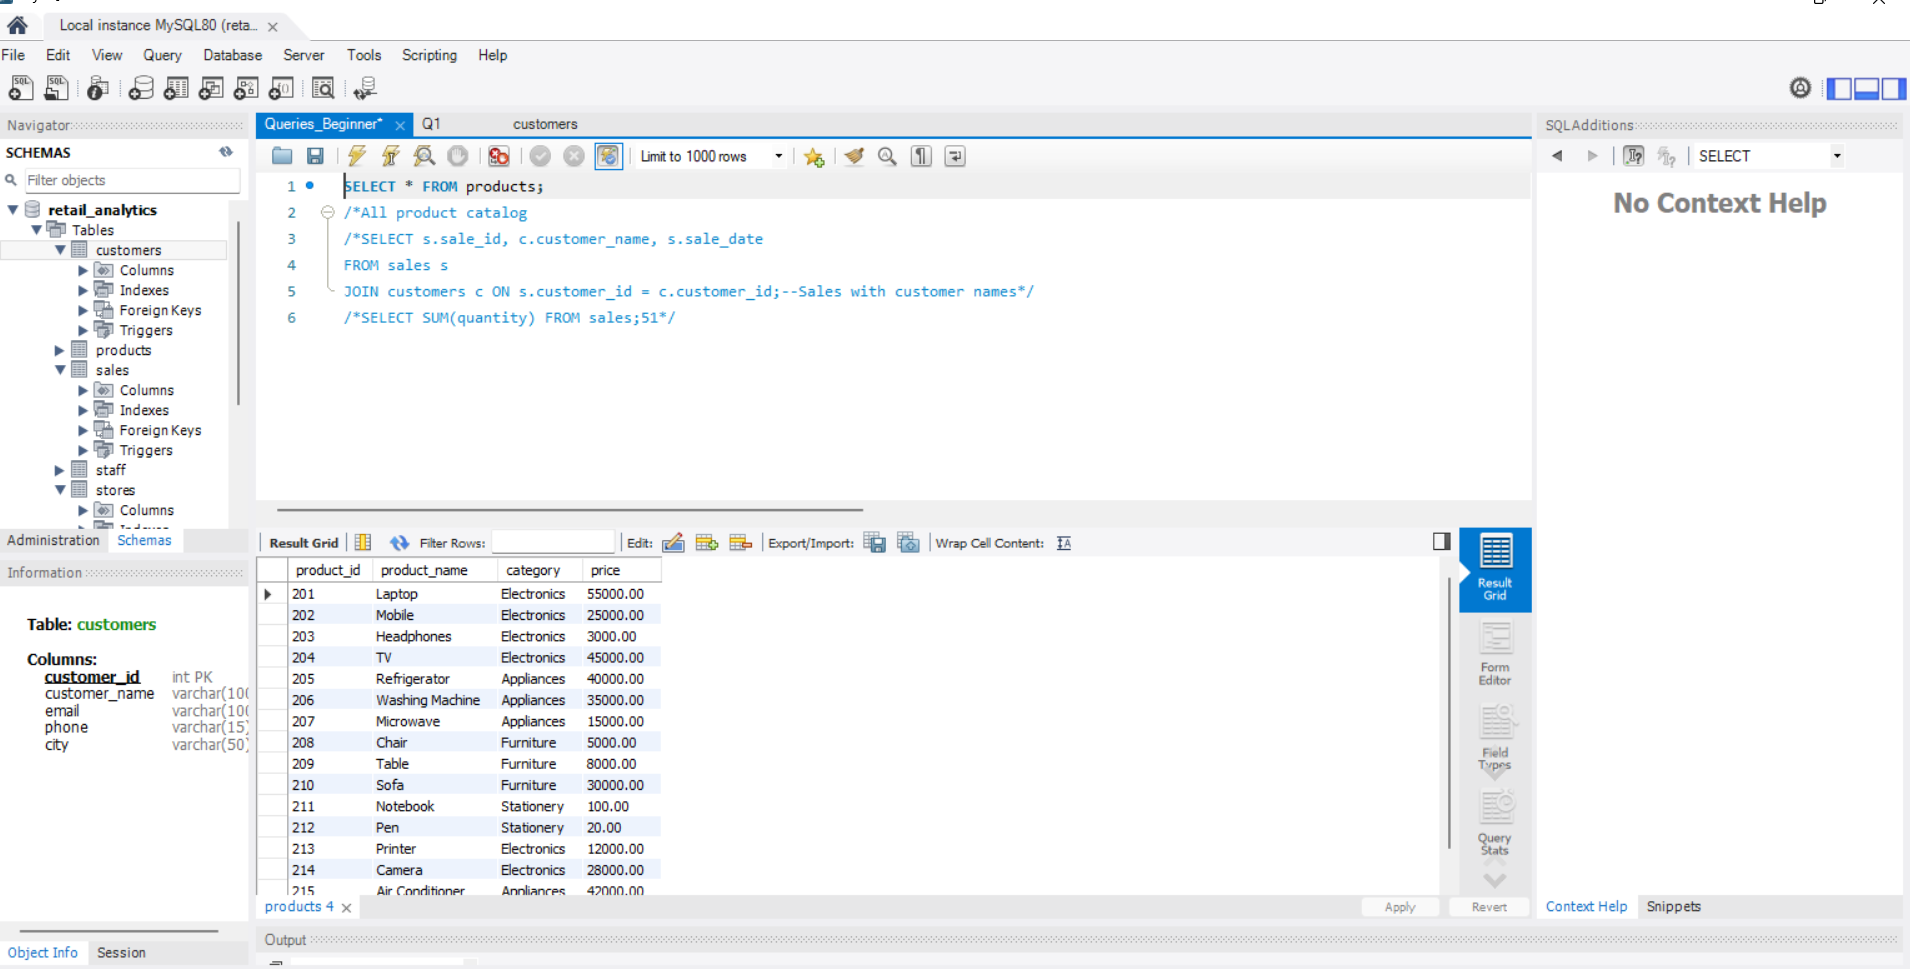 Local instance MySQL80 (reta...
File Edit View Query Database Server Tools Scripting Help
Navigator
SCHEMAS
Filter objects
retail_analytics
Tables
customers
Columns
Indexes
Foreign Keys
Triggers
products
sales
Columns
Indexes
Foreign Keys
Triggers
staff
stores
Columns
Administration Schemas
Information
Table: customers
Columns:
customer_id int PK
customer_name varchar(100
email varchar(100
phone varchar(15)
city varchar(50)
Object Info Session
Queries_Beginner* Q1 customers
Limit to 1000 rows
1 SELECT * FROM products;
2 /*All product catalog
3 /*SELECT s.sale_id, c.customer_name, s.sale_date
4 FROM sales s
5 JOIN customers c ON s.customer_id = c.customer_id;--Sales with customer names*/
6 /*SELECT SUM(quantity) FROM sales;51*/
Result Grid Filter Rows: Edit: Export/Import: Wrap Cell Content:
product_id product_name category price
201 Laptop Electronics 55000.00
202 Mobile Electronics 25000.00
203 Headphones Electronics 3000.00
204 TV Electronics 45000.00
205 Refrigerator Appliances 40000.00
206 Washing Machine Appliances 35000.00
207 Microwave Appliances 15000.00
208 Chair Furniture 5000.00
209 Table Furniture 8000.00
210 Sofa Furniture 30000.00
211 Notebook Stationery 100.00
212 Pen Stationery 20.00
213 Printer Electronics 12000.00
214 Camera Electronics 28000.00
215 Air Conditioner Appliances 42000.00
Result
Grid
Form
Editor
Field
Types
Query
Stats
products 4 Apply Revert
Output
SQLAdditions
SELECT
No Context Help
Context Help Snippets